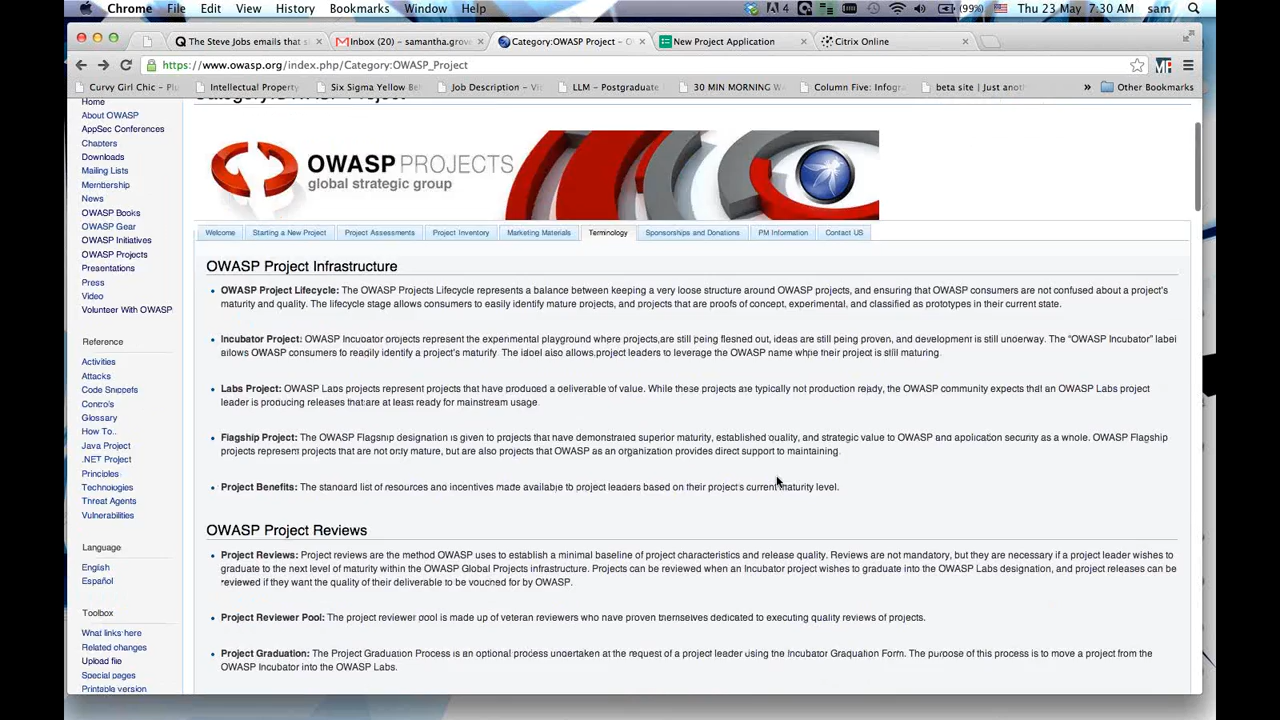 Chrome File Edit View History Bookmarks Window Help 4 (99%) Thu 23 May 7:30 AM sam
Q The Steve Jobs emails that s Inbox (20) – samantha.grov Category:OWASP Project – O New Project Application Citrix Online
https://www.owasp.org/index.php/Category:OWASP_Project
Curvy Girl Chic – Plu Intellectual Property Six Sigma Yellow Be Job Description – Vi LLM – Postgraduate 30 MIN MORNING W Column Five: Infogra beta site | Just anot » Other Bookmarks
Home
About OWASP
AppSec Conferences
Chapters
Downloads
Mailing Lists
Membership
News
OWASP Books
OWASP Gear
OWASP Initiatives
OWASP Projects
Presentations
Press
Video
Volunteer With OWASP
Reference
Activities
Attacks
Code Snippets
Controls
Glossary
How To...
Java Project
.NET Project
Principles
Technologies
Threat Agents
Vulnerabilities
Language
English
Español
Toolbox
What links here
Related changes
Upload file
Special pages
Printable version
OWASP PROJECTS
global strategic group
Welcome Starting a New Project Project Assessments Project Inventory Marketing Materials Terminology Sponsorships and Donations PM Information Contact US
OWASP Project Infrastructure
• OWASP Project Lifecycle: The OWASP Projects Lifecycle represents a balance between keeping a very loose structure around OWASP projects, and ensuring that OWASP consumers are not confused about a project's
maturity and quality. The lifecycle stage allows consumers to easily identify mature projects, and projects that are proofs of concept, experimental, and classified as prototypes in their current state.
• Incubator Project: OWASP Incubator projects represent the experimental playground where projects are still being fleshed out, ideas are still being proven, and development is still underway. The "OWASP Incubator" label
allows OWASP consumers to readily identify a project's maturity. The label also allows project leaders to leverage the OWASP name while their project is still maturing.
• Labs Project: OWASP Labs projects represent projects that have produced a deliverable of value. While these projects are typically not production ready, the OWASP community expects that an OWASP Labs project
leader is producing releases that are at least ready for mainstream usage.
• Flagship Project: The OWASP Flagship designation is given to projects that have demonstrated superior maturity, established quality, and strategic value to OWASP and application security as a whole. OWASP Flagship
projects represent projects that are not only mature, but are also projects that OWASP as an organization provides direct support to maintaining.
• Project Benefits: The standard list of resources and incentives made available to project leaders based on their project's current maturity level.
OWASP Project Reviews
• Project Reviews: Project reviews are the method OWASP uses to establish a minimal baseline of project characteristics and release quality. Reviews are not mandatory, but they are necessary if a project leader wishes to
graduate to the next level of maturity within the OWASP Global Projects infrastructure. Projects can be reviewed when an Incubator project wishes to graduate into the OWASP Labs designation, and project releases can be
reviewed if they want the quality of their deliverable to be vouched for by OWASP.
• Project Reviewer Pool: The project reviewer pool is made up of veteran reviewers who have proven themselves dedicated to executing quality reviews of projects.
• Project Graduation: The Project Graduation Process is an optional process undertaken at the request of a project leader using the Incubator Graduation Form. The purpose of this process is to move a project from the
OWASP Incubator into the OWASP Labs.